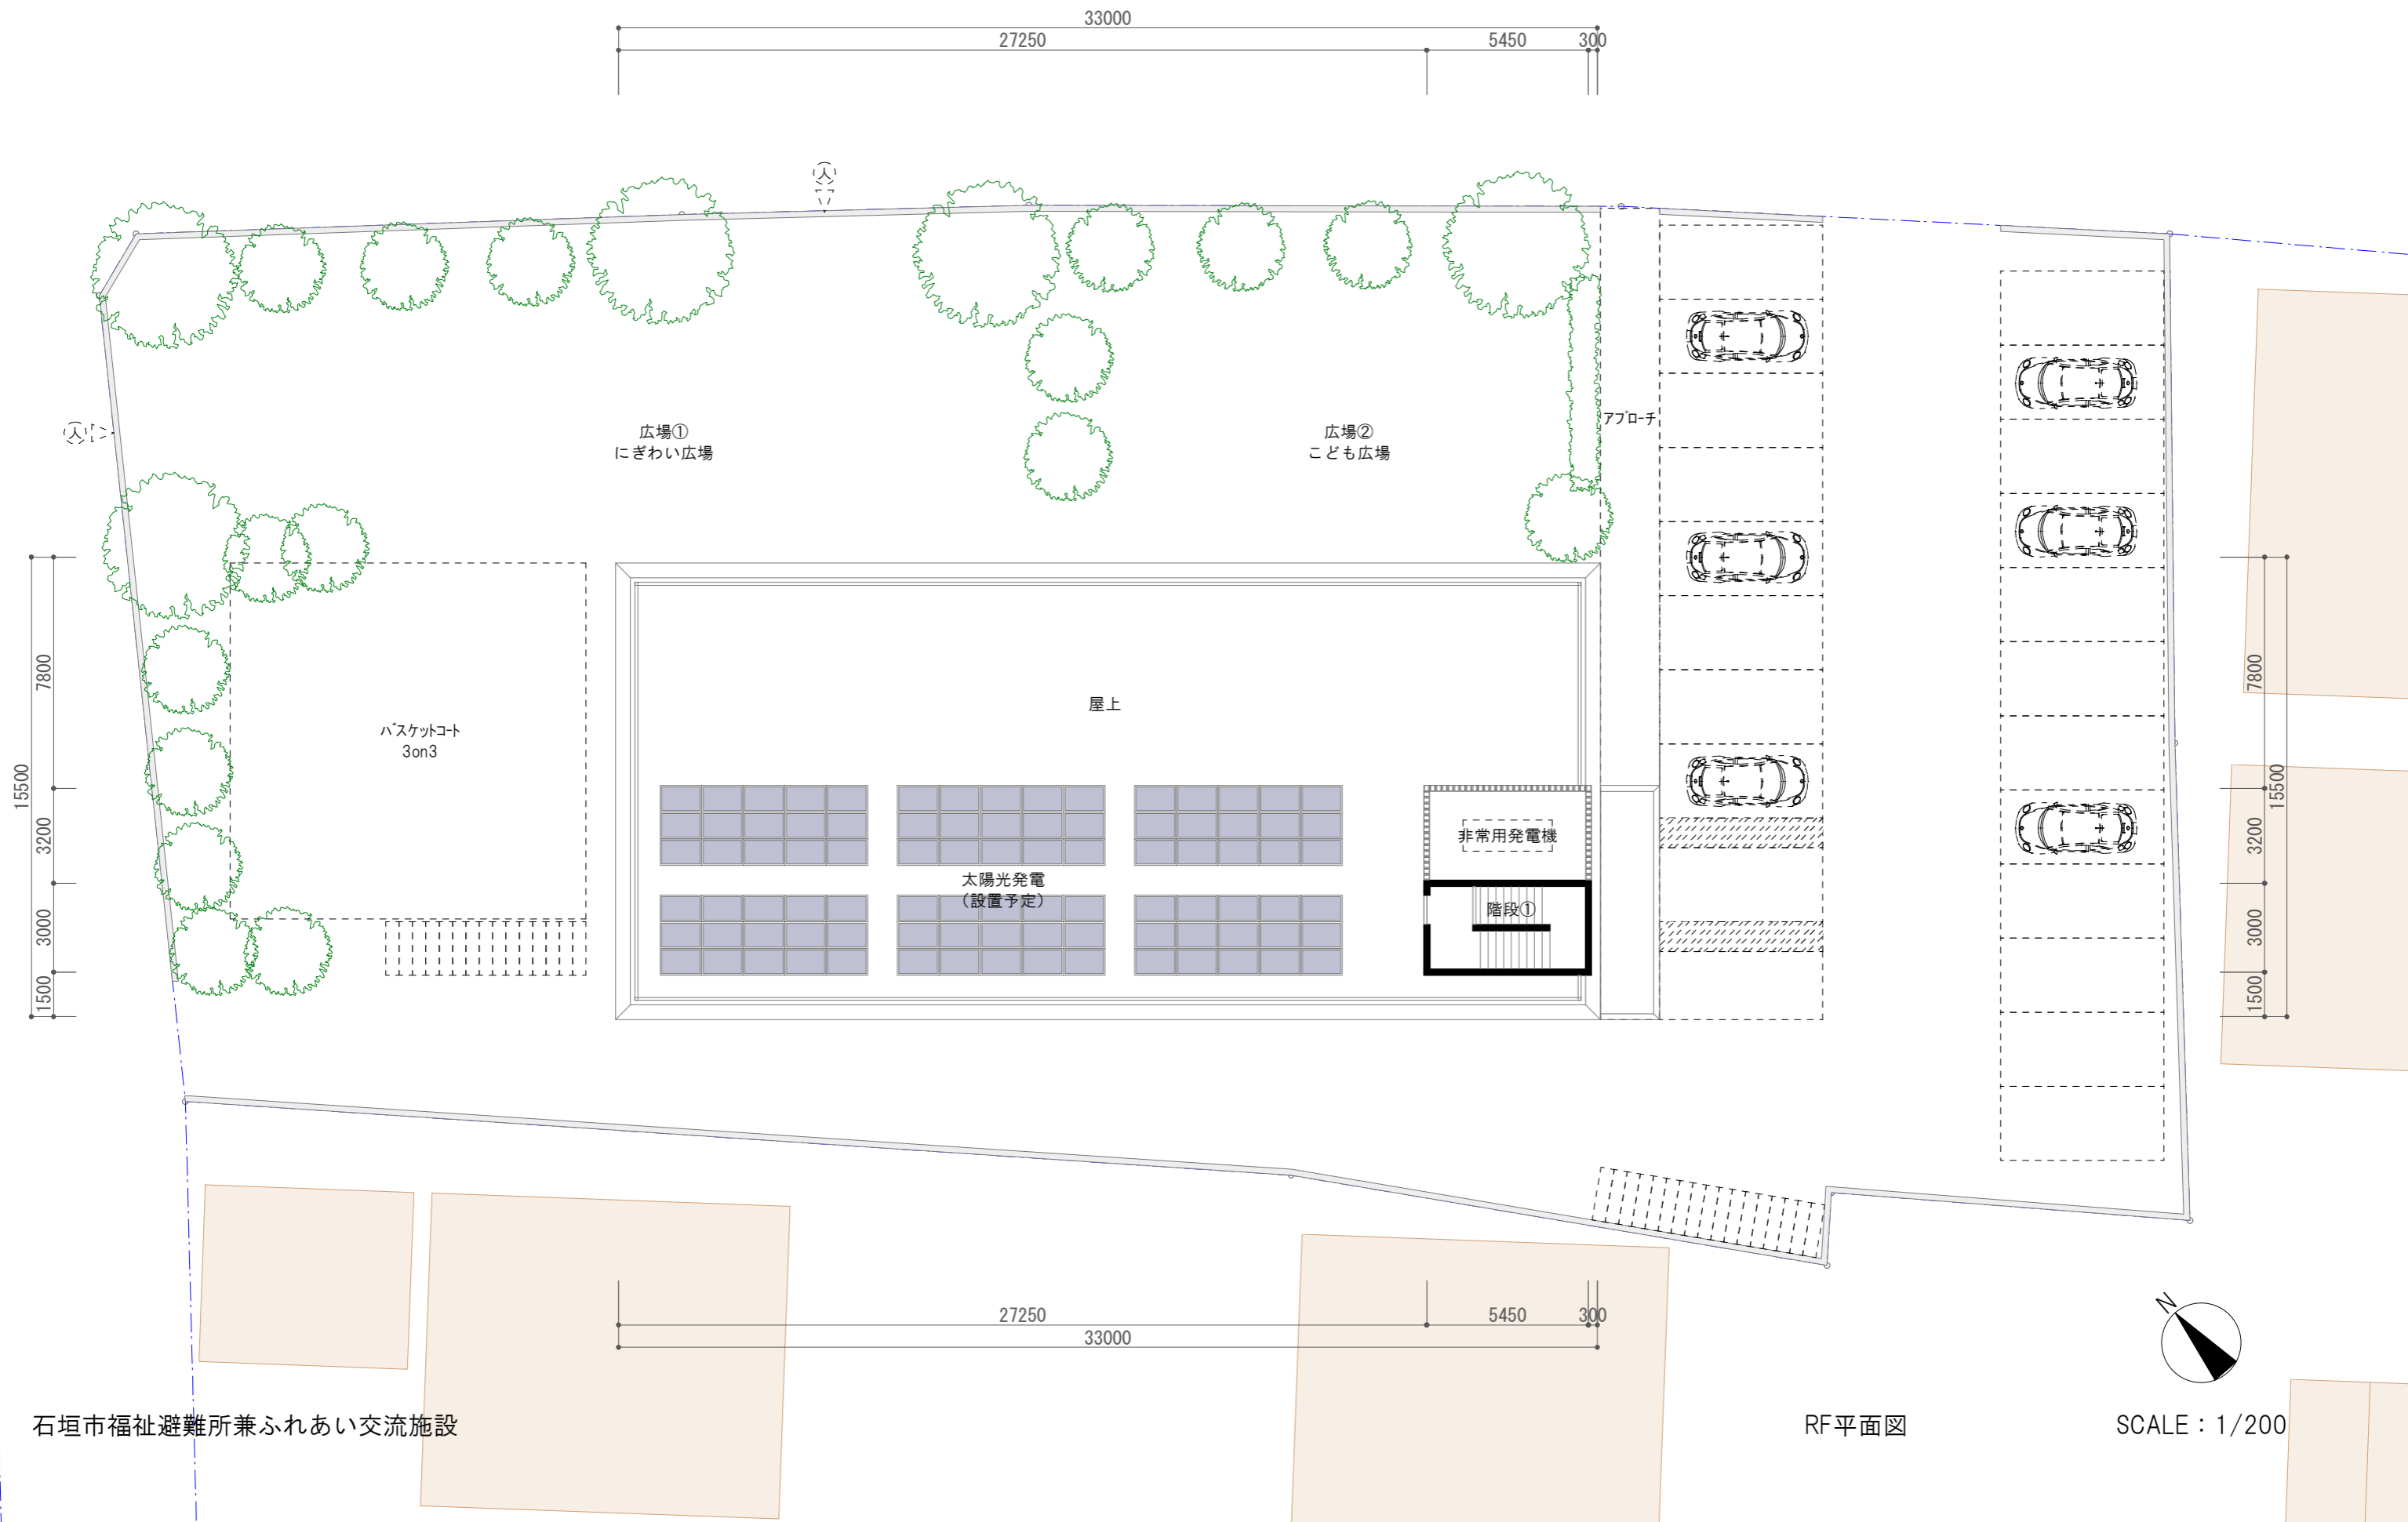 33000
27250
5450
300
人
人
広場①
にぎわい広場
広場②
こども広場
アプローチ
7800
3200
3000
1500
15500
バスケットコート
3on3
屋上
太陽光発電
(設置予定)
非常用発電機
階段①
7800
3200
3000
1500
15500
27250
5450
300
33000
N
石垣市福祉避難所兼ふれあい交流施設
RF平面図
SCALE：1/200